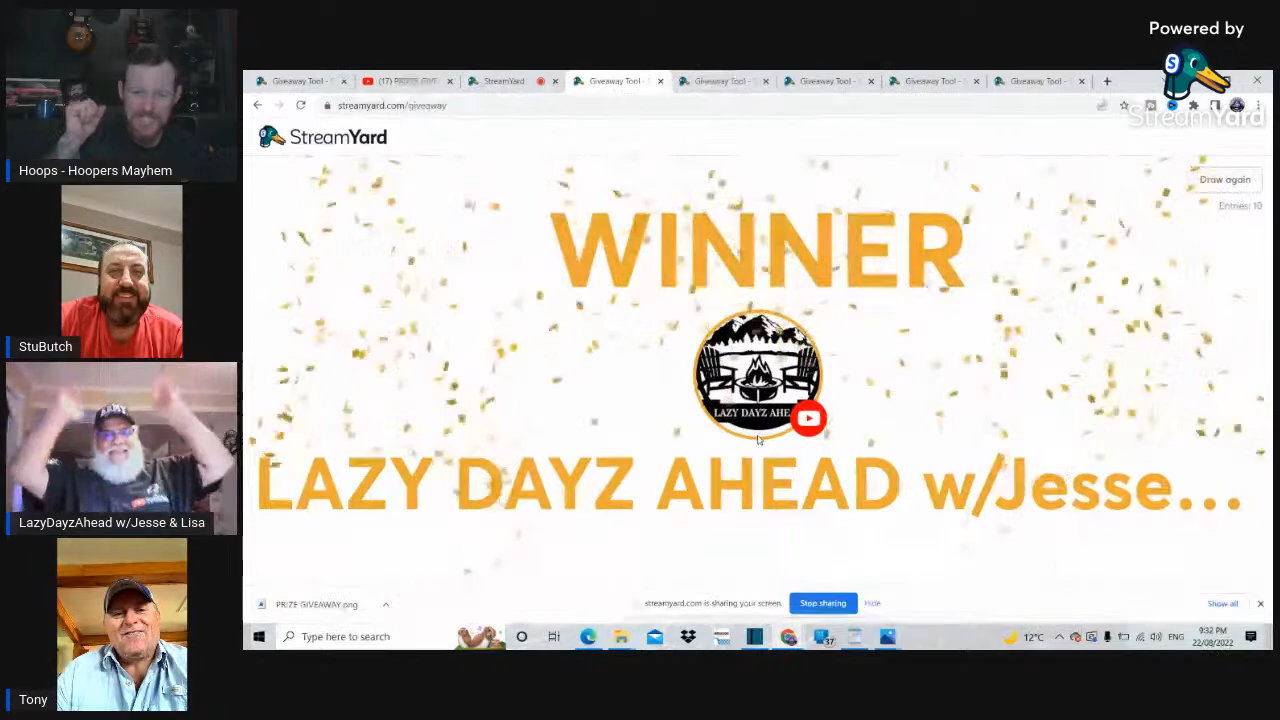 Powered by
StreamYard
Hoops - Hoopers Mayhem
StuButch
LazyDayzAhead w/Jesse & Lisa
Tony
Giveaway Tool - S
StreamYard
Giveaway Tool - S
Giveaway Tool - S
Giveaway Tool - S
Giveaway Tool - S
Giveaway Tool - S
streamyard.com/giveaway
StreamYard
Draw again
Entries: 10
WINNER
LAZY DAYZ AHE
LAZY DAYZ AHEAD w/Jesse...
PRIZE GIVEAWAY.png
streamyard.com is sharing your screen.
Stop sharing
Hide
Show all
Type here to search
37
12°C
ENG
9:32 PM
22/08/2022